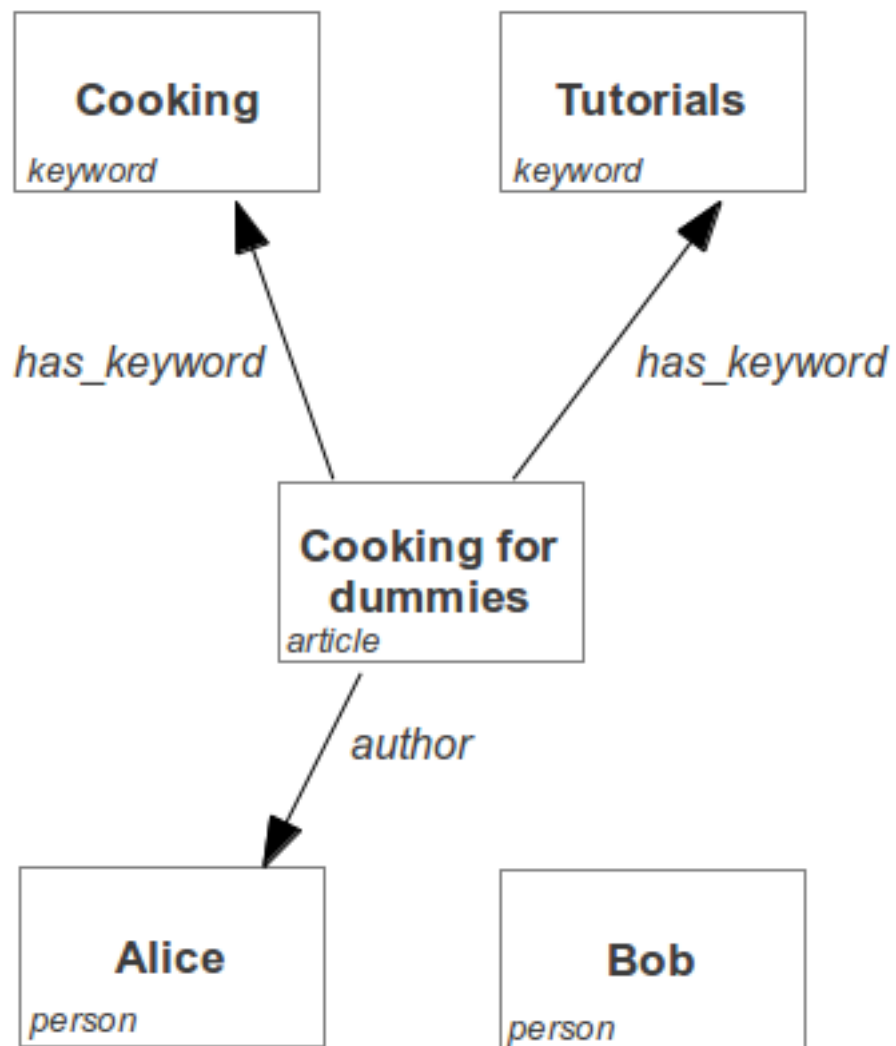 Cooking
keyword
Tutorials
keyword
has_keyword
has_keyword
Cooking for
dummies
article
author
Alice
person
Bob
person